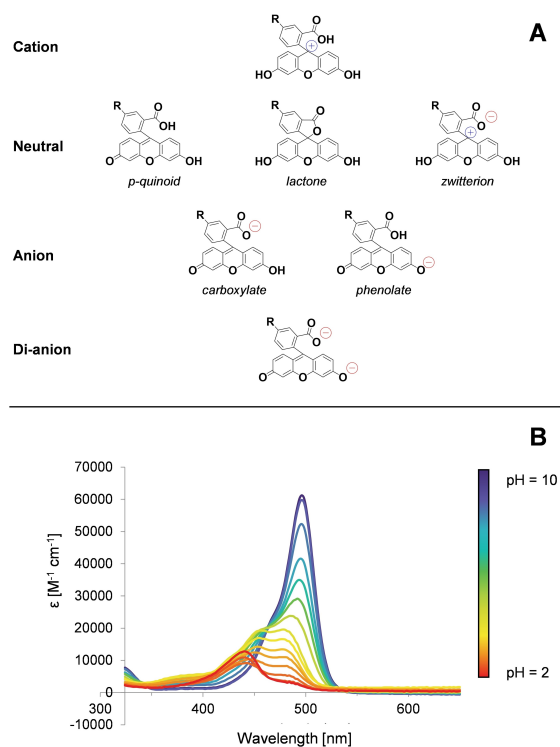 A
Cation
R
O
OH
+
HO
O
OH
Neutral
R
O
OH
O
O
OH
p-quinoid
R
O
O
HO
O
OH
lactone
R
O
O
−
+
HO
O
OH
zwitterion
Anion
R
O
O
−
O
O
OH
carboxylate
R
O
OH
O
O
O
−
phenolate
Di-anion
R
O
O
−
O
O
O
−
B
70000
60000
50000
40000
30000
20000
10000
0
-10000
ε [M-1 cm-1]
300
400
500
600
Wavelength [nm]
pH = 10
pH = 2